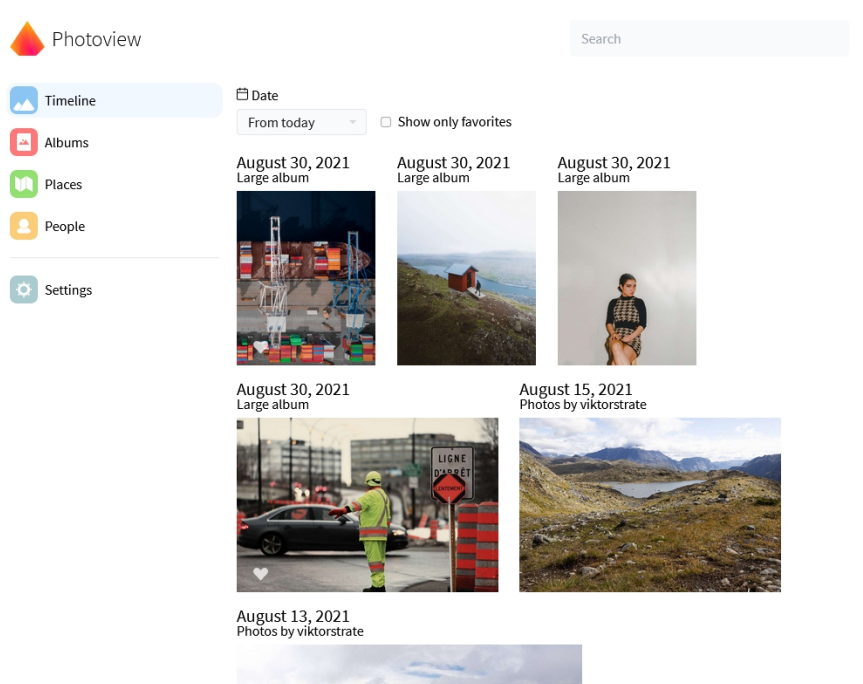 Photoview
Search
Timeline
Albums
Places
People
Settings
Date
From today
Show only favorites
August 30, 2021
Large album
August 30, 2021
Large album
August 30, 2021
Large album
August 30, 2021
Large album
LIGNE
D'ARRÊT
LENTEMENT
August 15, 2021
Photos by viktorstrate
August 13, 2021
Photos by viktorstrate